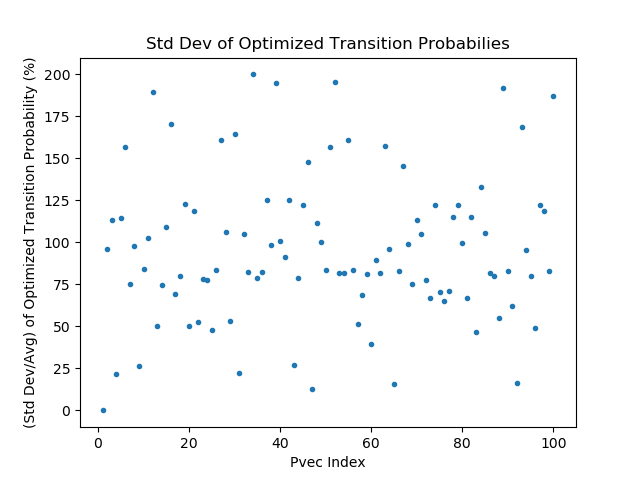 Std Dev of Optimized Transition Probabilies
(Std Dev/Avg) of Optimized Transition Probability (%)
200
175
150
125
100
75
50
25
0
0 20 40 60 80 100
Pvec Index